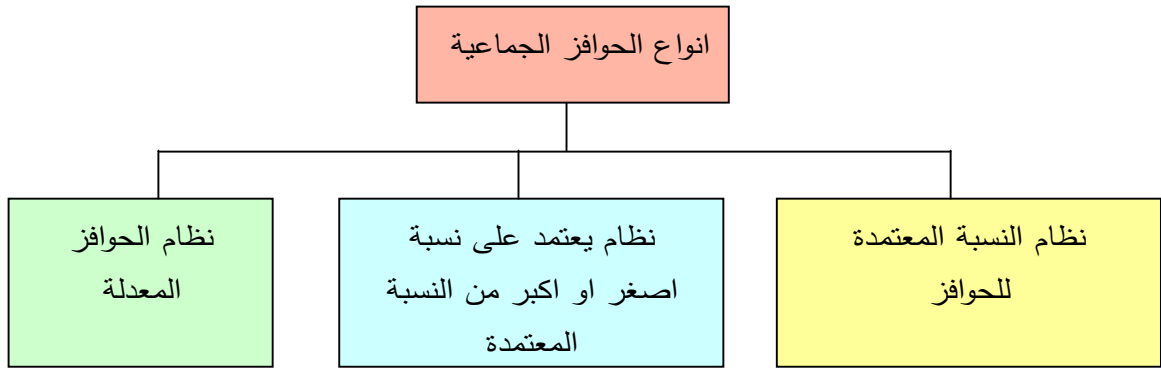 انواع الحوافز الجماعية
نظام النسبة المعتمدة
للحوافز
نظام يعتمد على نسبة
اصغر او اكبر من النسبة
المعتمدة
نظام الحوافز
المعدلة